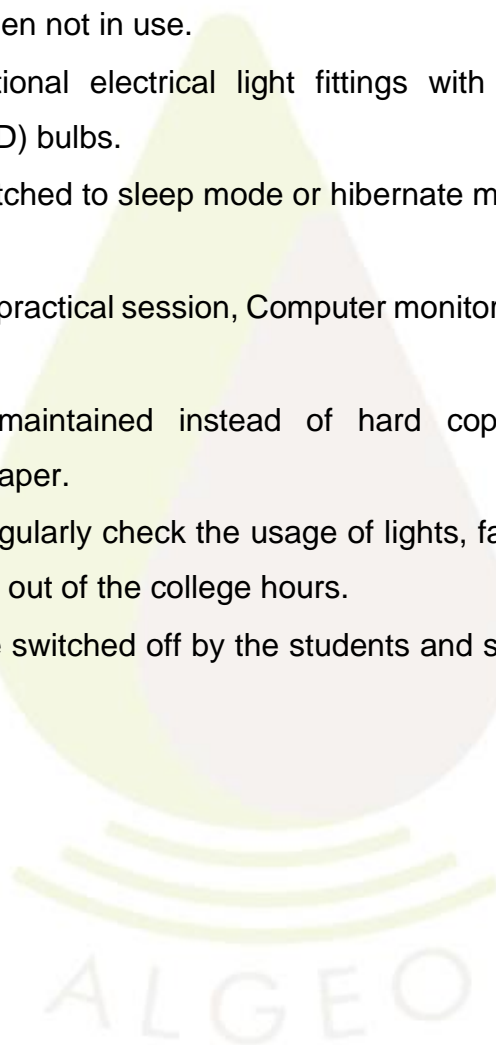 en not in use.
tional electrical light fittings with
D) bulbs.
tched to sleep mode or hibernate m
practical session, Computer monitor
maintained instead of hard cop
aper.
gularly check the usage of lights, fa
out of the college hours.
e switched off by the students and s
ALGEO